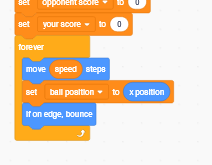 set opponent score to 0
set your score to 0
forever
move speed steps
set ball position to x position
if on edge, bounce